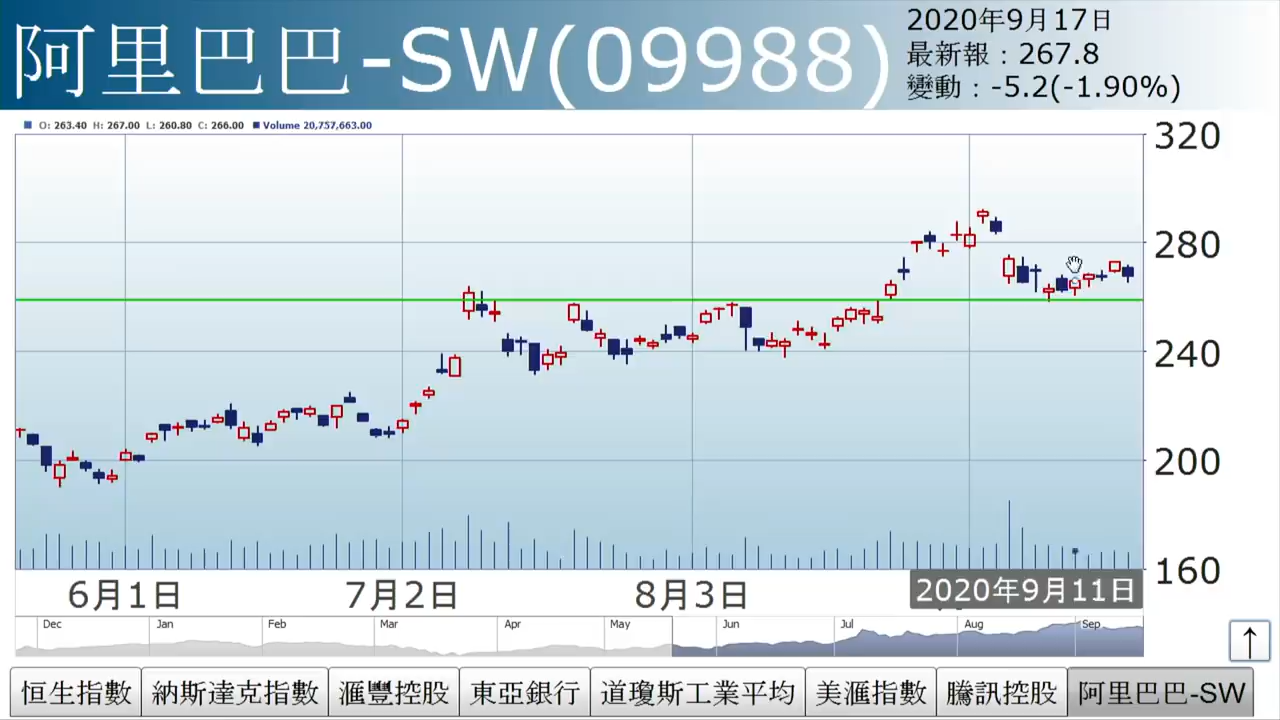 阿里巴巴-SW(09988)
2020年9月17日
最新報：267.8
變動：-5.2(-1.90%)
O: 263.40 H: 267.00 L: 260.80 C: 266.00 Volume 20,757,663.00
320
280
240
200
160
6月1日 7月2日 8月3日 2020年9月11日
Dec Jan Feb Mar Apr May Jun Jul Aug Sep
↑
恒生指數 納斯達克指數 滙豐控股 東亞銀行 道瓊斯工業平均 美滙指數 騰訊控股 阿里巴巴-SW